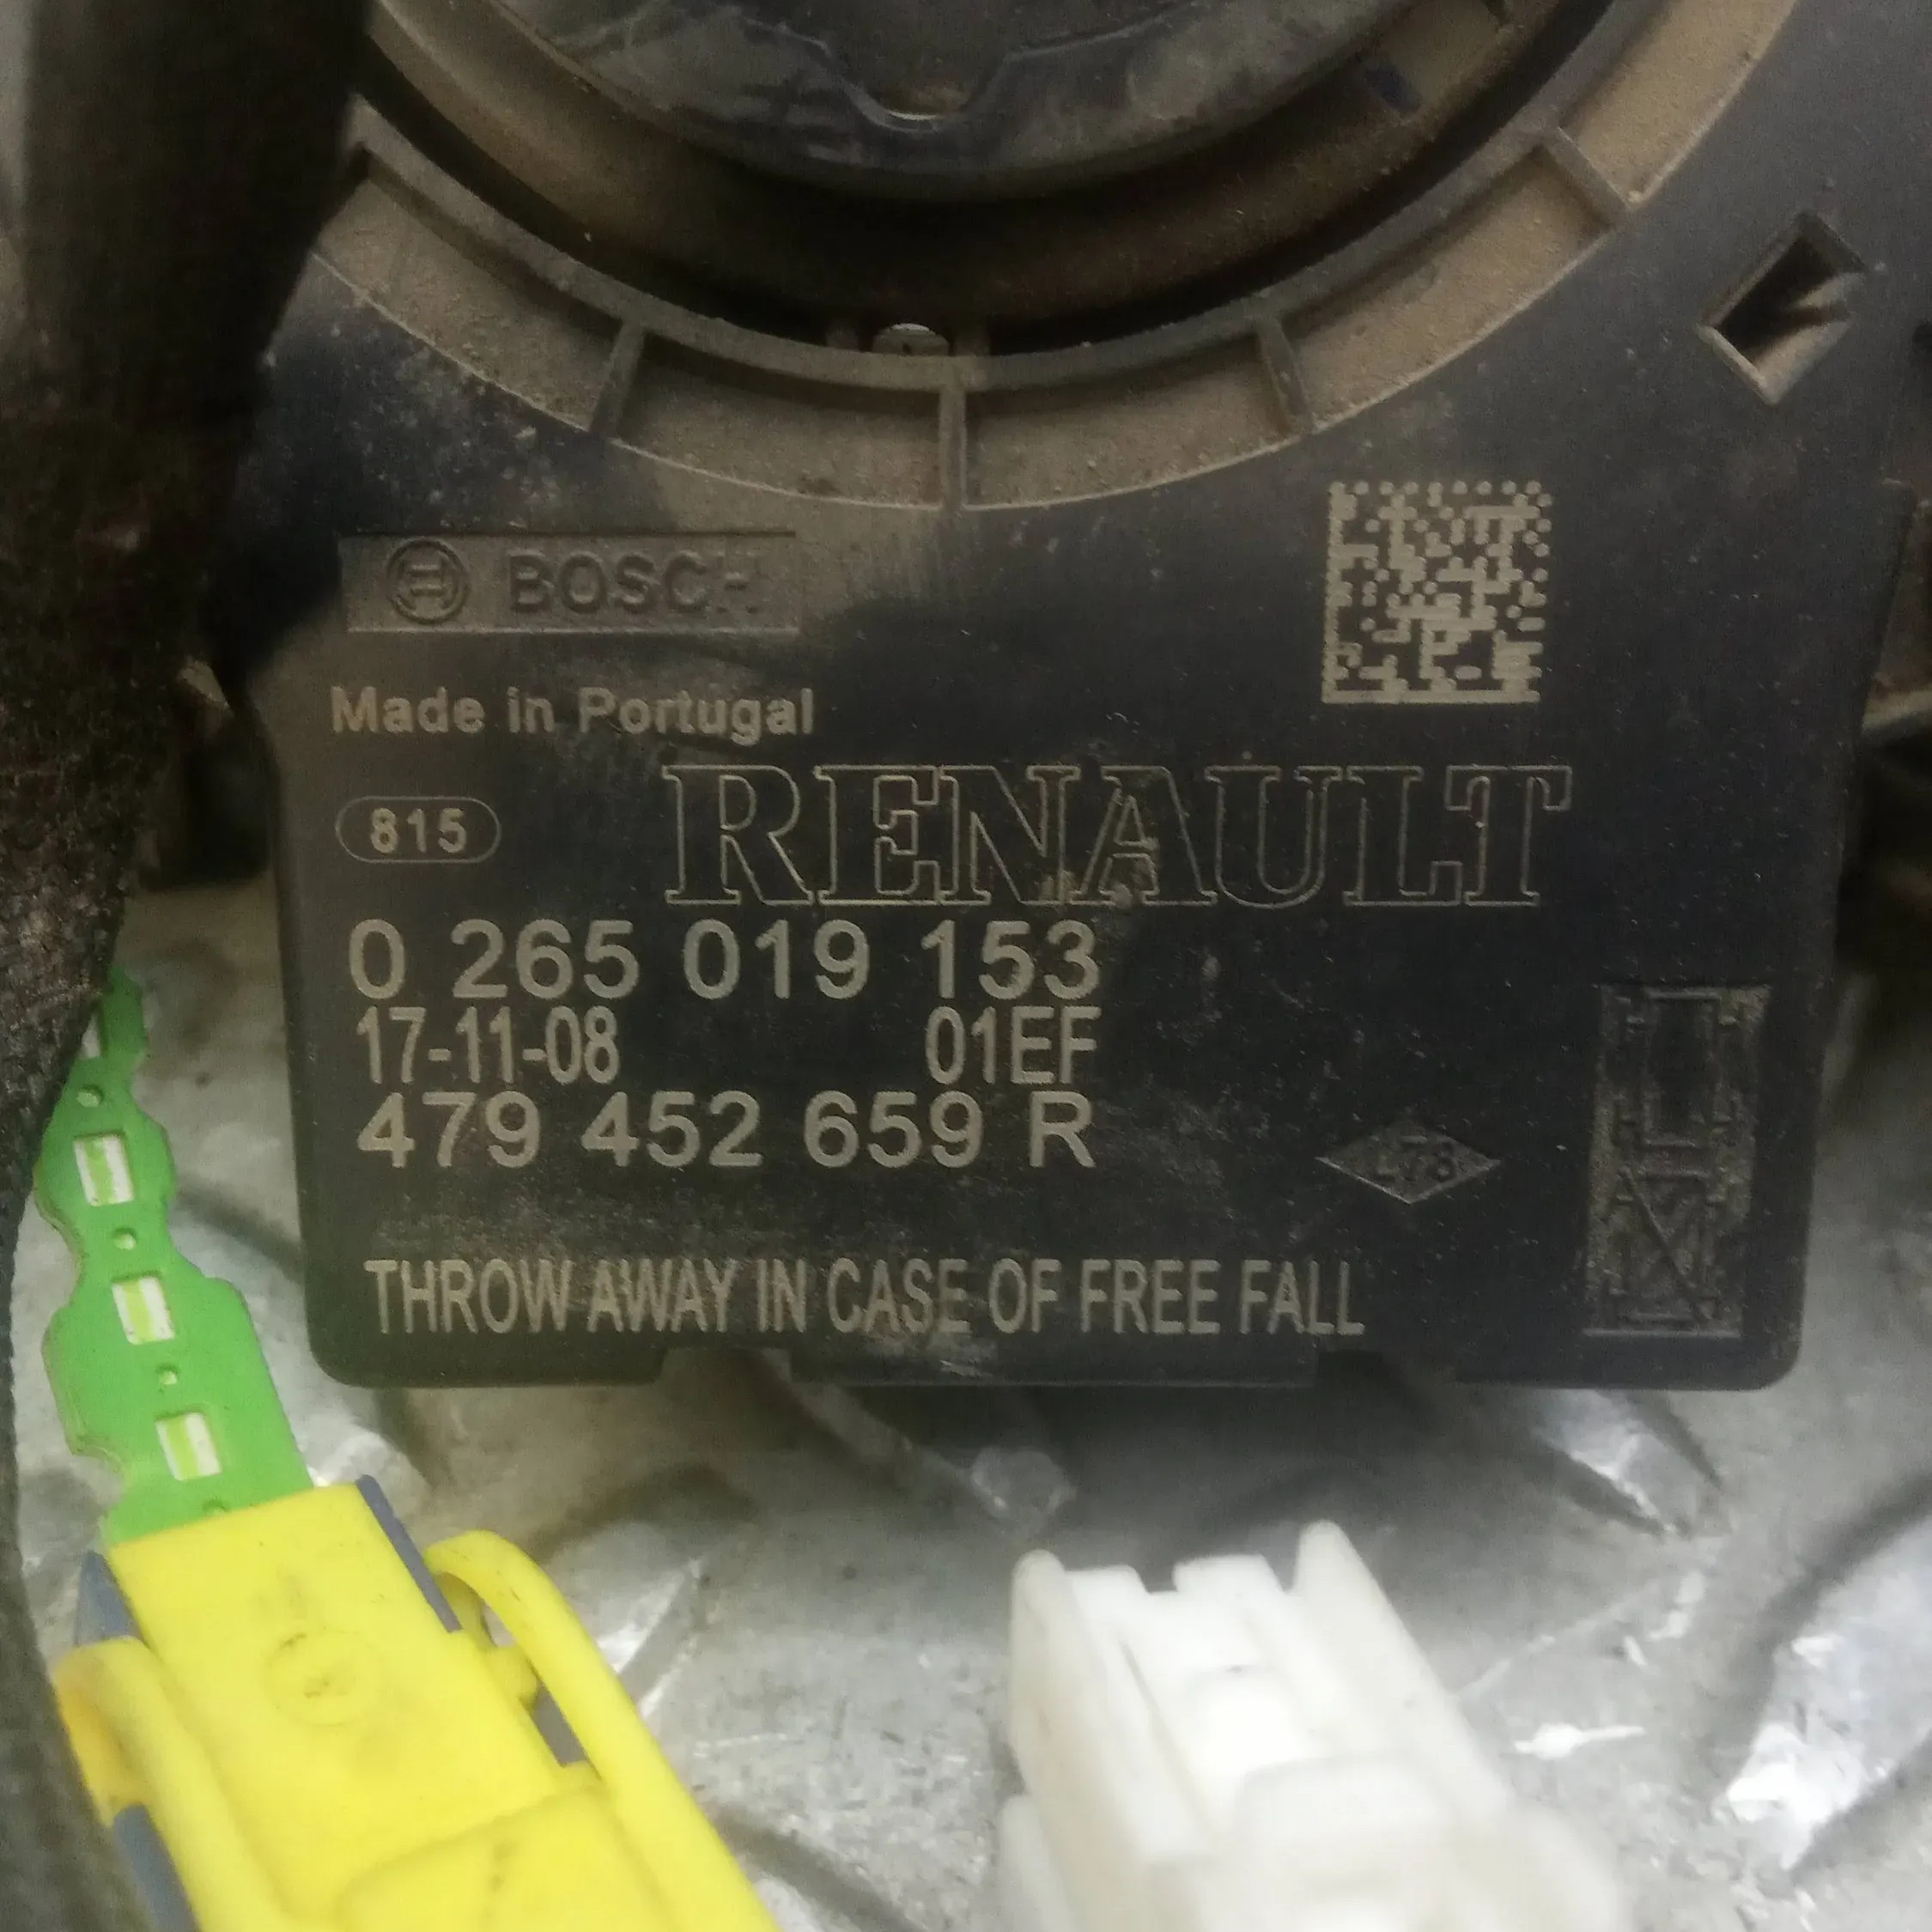 BOSCH
Made in Portugal
815
RENAULT
0 265 019 153
17-11-08 01EF
479 452 659 R
THROW AWAY IN CASE OF FREE FALL